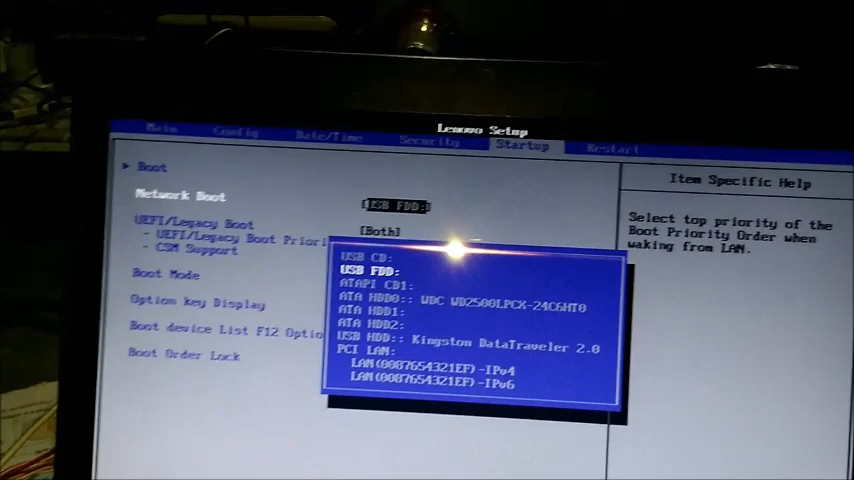 Lenovo Setup
Main Config Date/Time Security Startup Restart
Boot
Network Boot [USB FDD:]
UEFI/Legacy Boot [Both]
- UEFI/Legacy Boot Priori
- CSM Support
Boot Mode
Option key Display
Boot device List F12 Optio
Boot Order Lock
USB CD:
USB FDD:
ATAPI CD1:
ATA HDD0:: WDC WD2500LPCX-24C6HT0
ATA HDD1:
ATA HDD2:
USB HDD:: Kingston DataTraveler 2.0
PCI LAN:
LAN(0087654321EF)-IPv4
LAN(0087654321EF)-IPv6
Item Specific Help
Select top priority of the
Boot Priority Order when
waking from LAN.